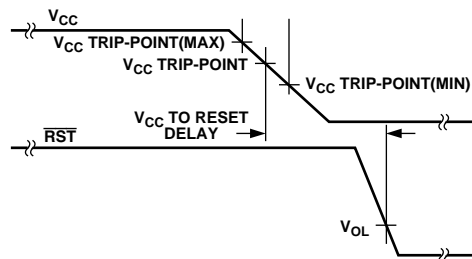 VCC
VCC TRIP-POINT(MAX)
VCC TRIP-POINT
VCC TRIP-POINT(MIN)
VCC TO RESET
DELAY
RST
VOL